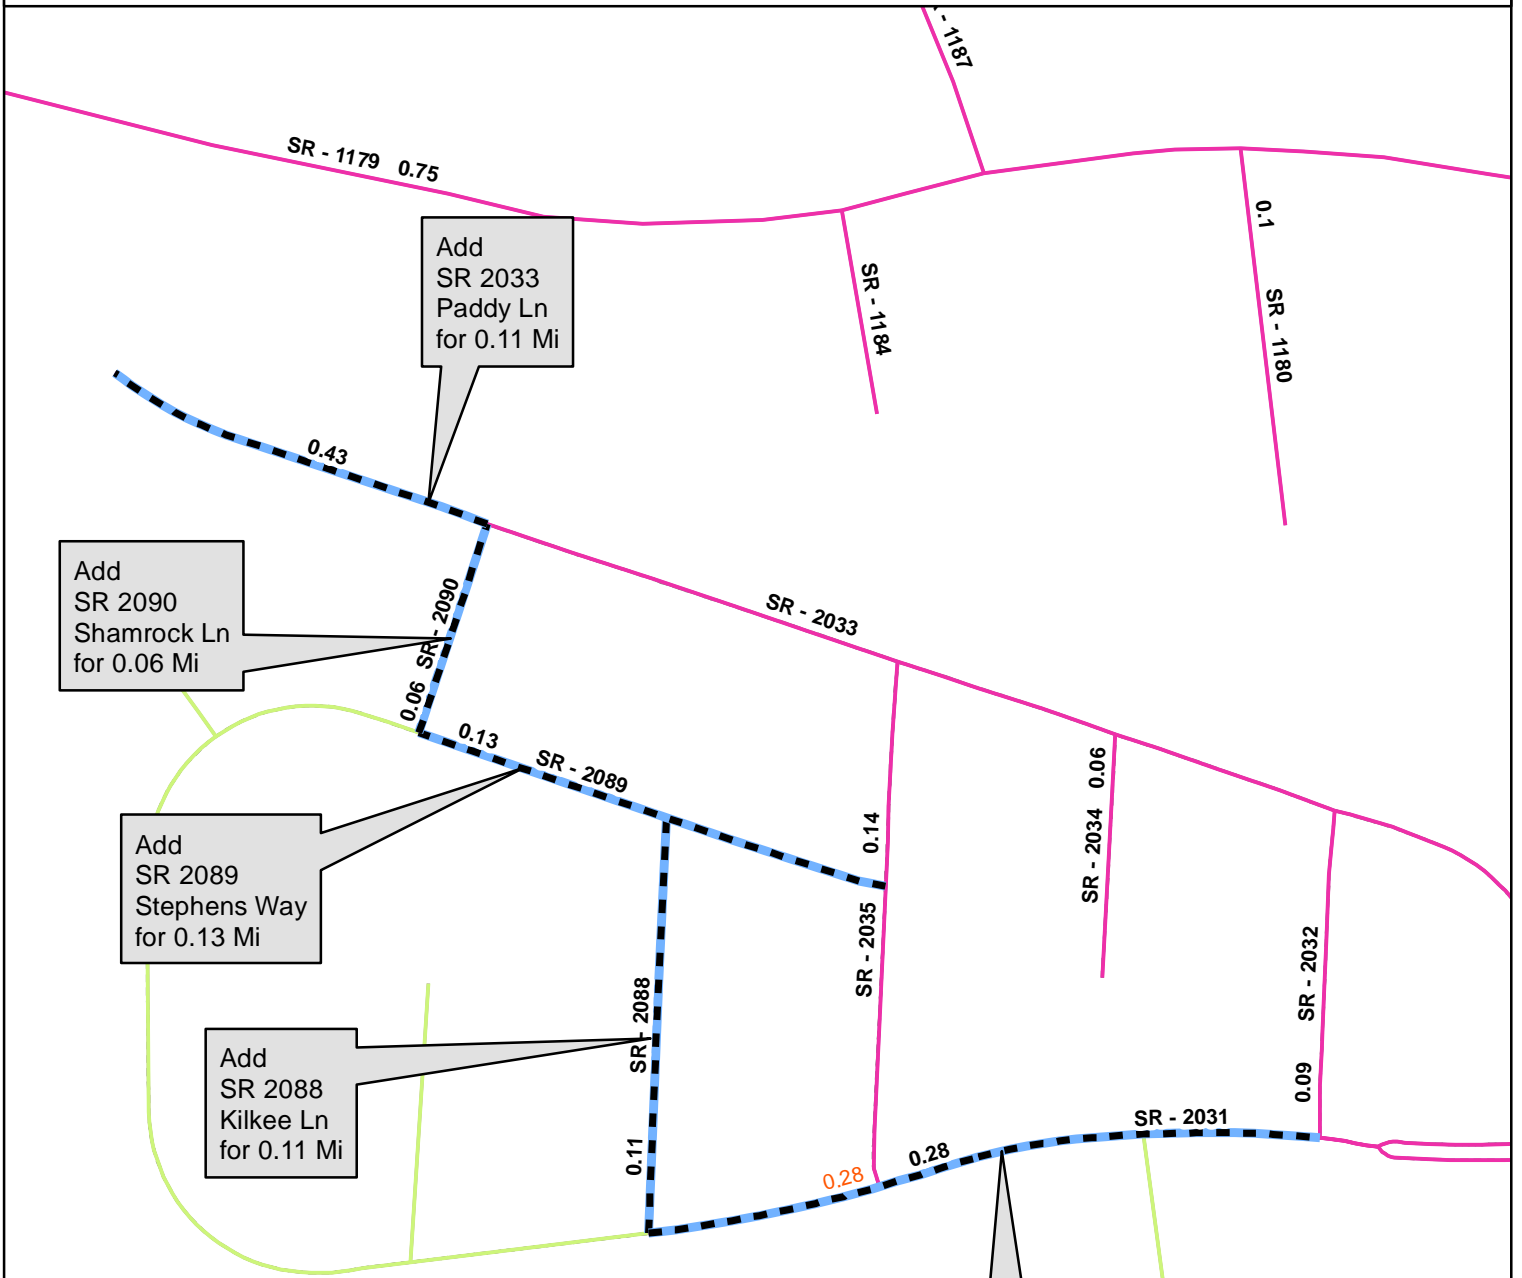 - 1187
SR - 1179 0.75
0.1
SR - 1180
SR - 1184
Add
SR 2033
Paddy Ln
for 0.11 Mi
0.43
Add
SR 2090
Shamrock Ln
for 0.06 Mi
0.06 SR - 2090
SR - 2033
0.13
SR - 2089
SR - 2034 0.06
0.14
SR - 2035
Add
SR 2089
Stephens Way
for 0.13 Mi
SR - 2032
0.09
SR - 2088
0.11
Add
SR 2088
Kilkee Ln
for 0.11 Mi
SR - 2031
0.28
0.28